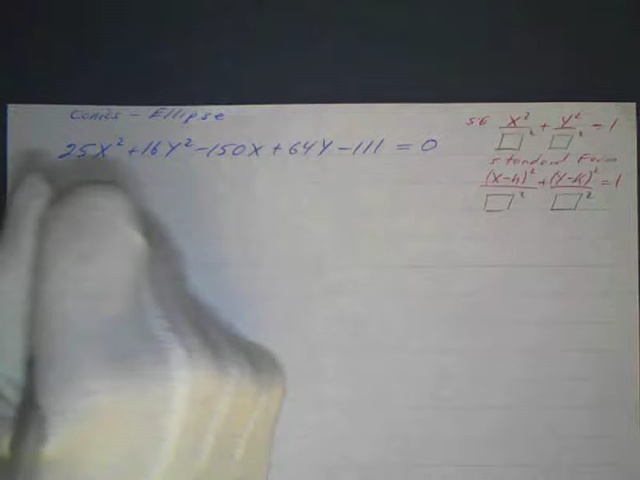 Conics - Ellipse
25X² + 16Y² - 150X + 64Y - 111 = 0
X²/□² + Y²/□² = 1
Standard Form
(X-h)²/□² + (Y-k)²/□² = 1